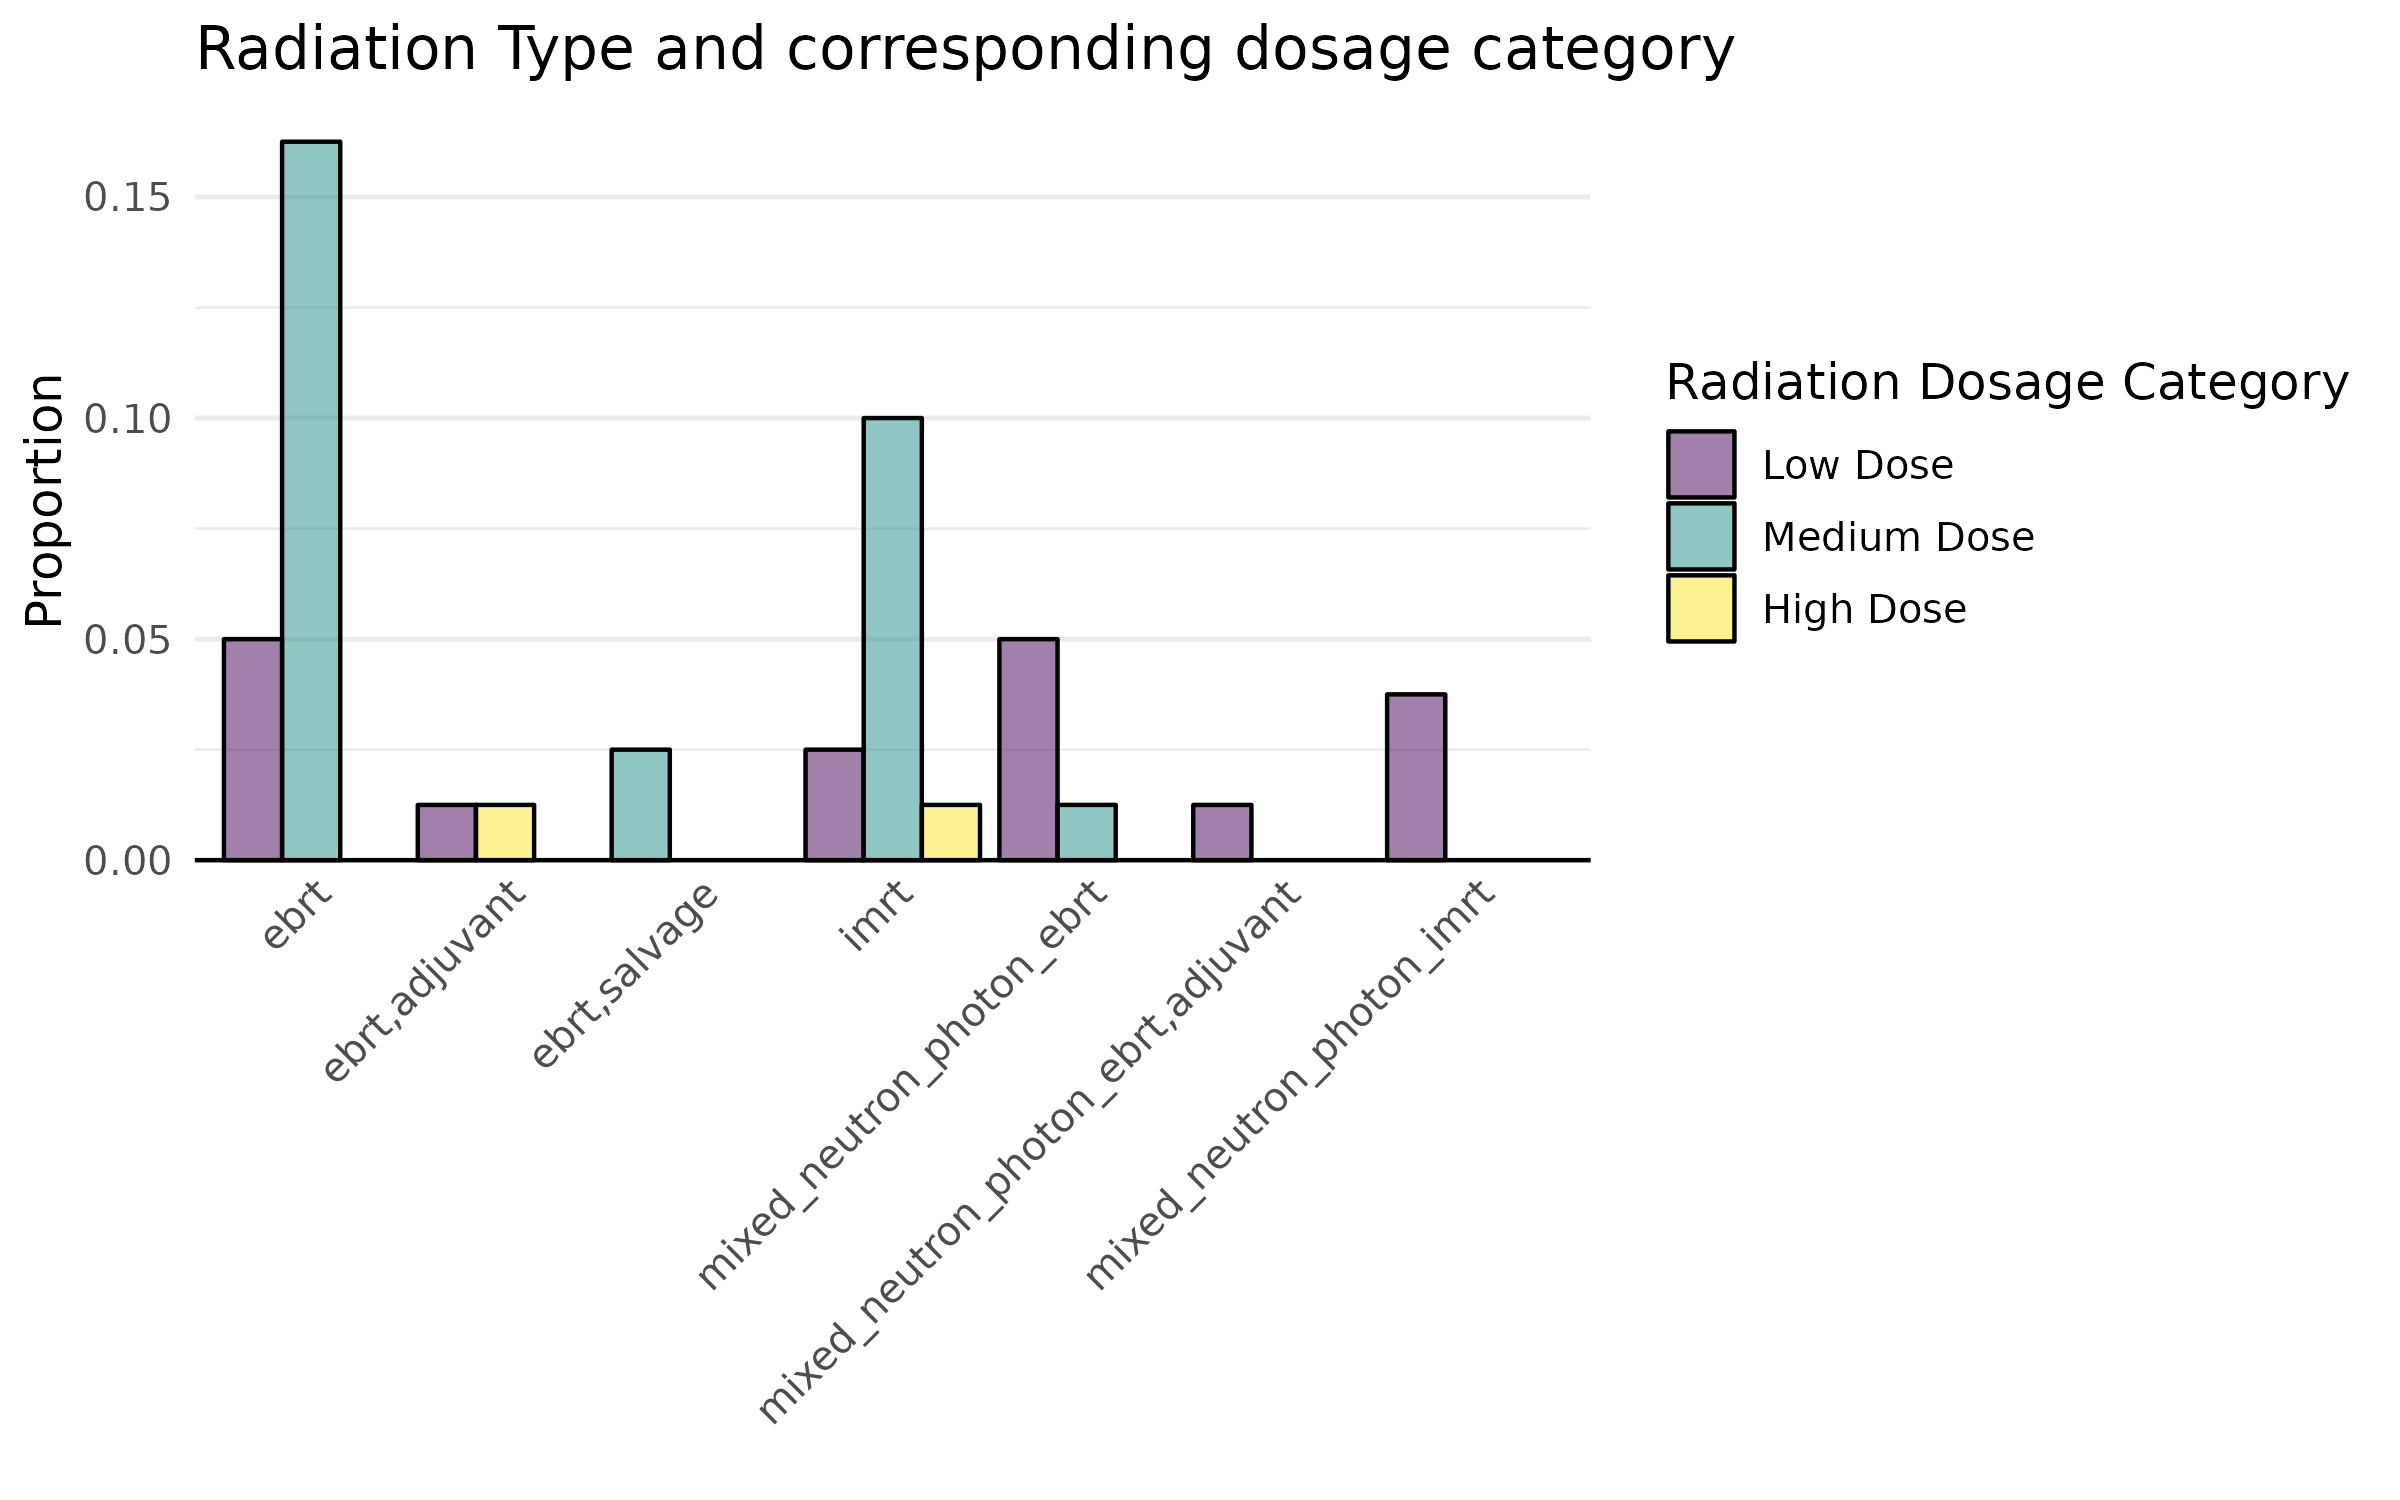 Radiation Type and corresponding dosage category
Proportion
0.15
0.10
0.05
0.00
ebrt
ebrt,adjuvant
ebrt,salvage
imrt
mixed_neutron_photon_ebrt
mixed_neutron_photon_ebrt,adjuvant
mixed_neutron_photon_imrt
Radiation Dosage Category
Low Dose
Medium Dose
High Dose